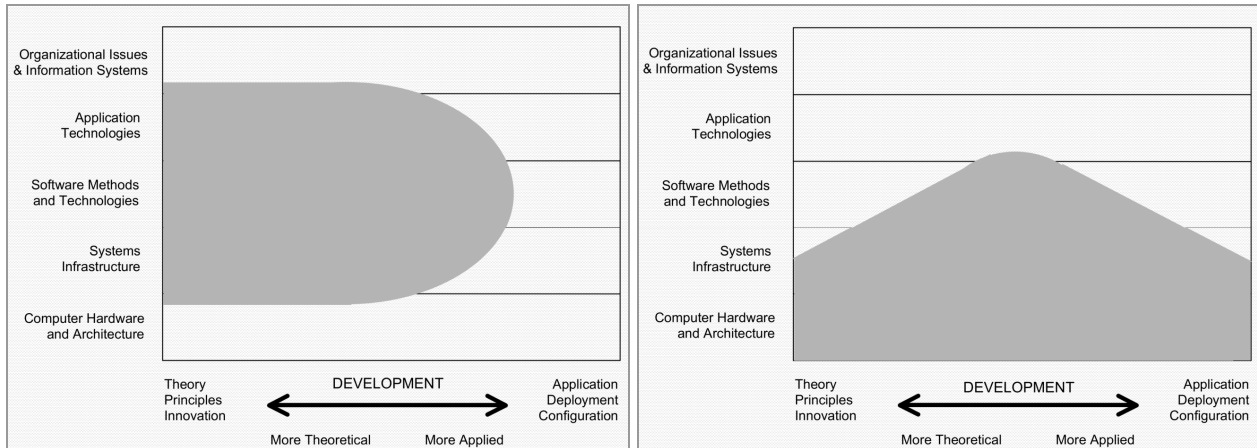 Organizational Issues
& Information Systems
Application
Technologies
Software Methods
and Technologies
Systems
Infrastructure
Computer Hardware
and Architecture
Theory
Principles
Innovation
DEVELOPMENT
Application
Deployment
Configuration
More Theoretical
More Applied
Organizational Issues
& Information Systems
Application
Technologies
Software Methods
and Technologies
Systems
Infrastructure
Computer Hardware
and Architecture
Theory
Principles
Innovation
DEVELOPMENT
Application
Deployment
Configuration
More Theoretical
More Applied